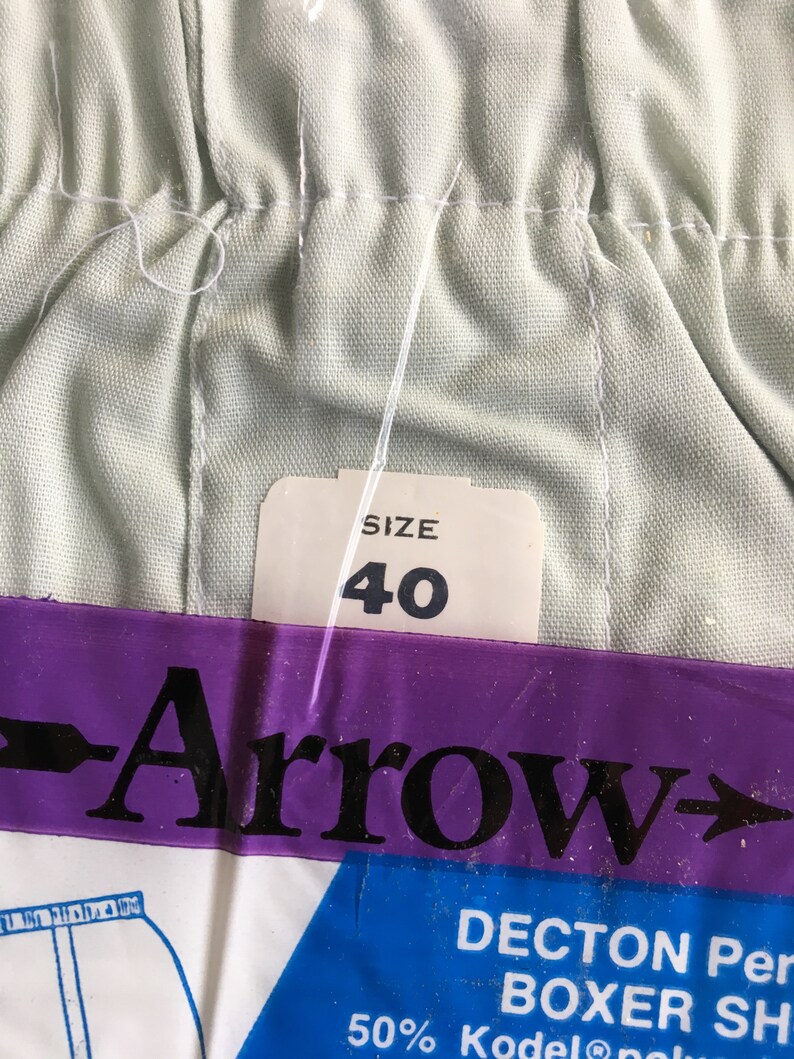 SIZE
40
Arrow
DECTON Per
BOXER SH
50% Kodel®